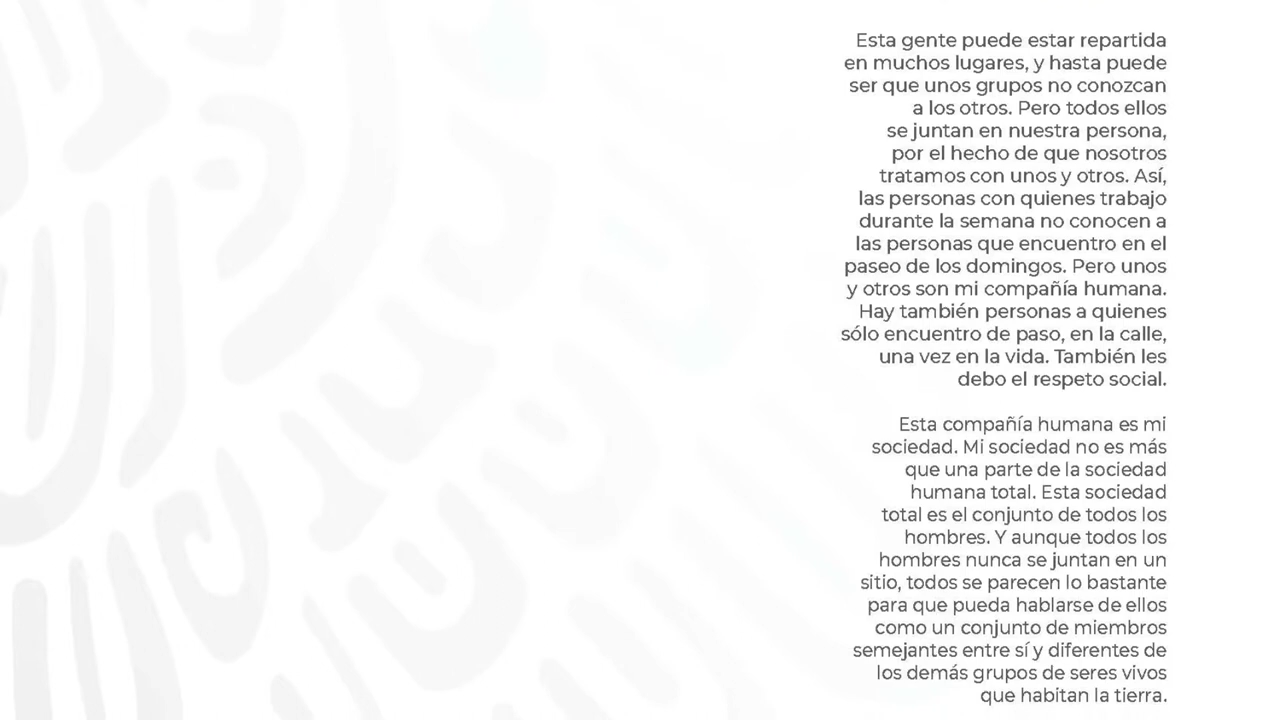 Esta gente puede estar repartida
en muchos lugares, y hasta puede
ser que unos grupos no conozcan
a los otros. Pero todos ellos
se juntan en nuestra persona,
por el hecho de que nosotros
tratamos con unos y otros. Así,
las personas con quienes trabajo
durante la semana no conocen a
las personas que encuentro en el
paseo de los domingos. Pero unos
y otros son mi compañía humana.
Hay también personas a quienes
sólo encuentro de paso, en la calle,
una vez en la vida. También les
debo el respeto social.
Esta compañía humana es mi
sociedad. Mi sociedad no es más
que una parte de la sociedad
humana total. Esta sociedad
total es el conjunto de todos los
hombres. Y aunque todos los
hombres nunca se juntan en un
sitio, todos se parecen lo bastante
para que pueda hablarse de ellos
como un conjunto de miembros
semejantes entre sí y diferentes de
los demás grupos de seres vivos
que habitan la tierra.